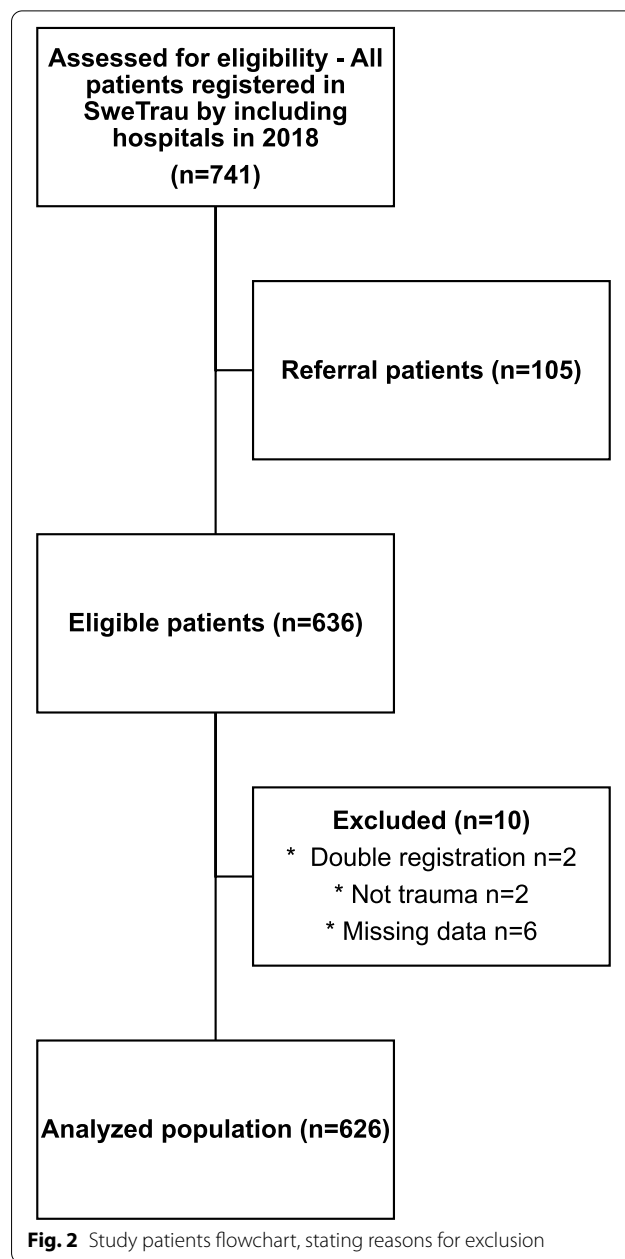 Assessed for eligibility - All
patients registered in
SweTrau by including
hospitals in 2018
(n=741)
Referral patients (n=105)
Eligible patients (n=636)
Excluded (n=10)
* Double registration n=2
* Not trauma n=2
* Missing data n=6
Analyzed population (n=626)
Fig. 2 Study patients flowchart, stating reasons for exclusion